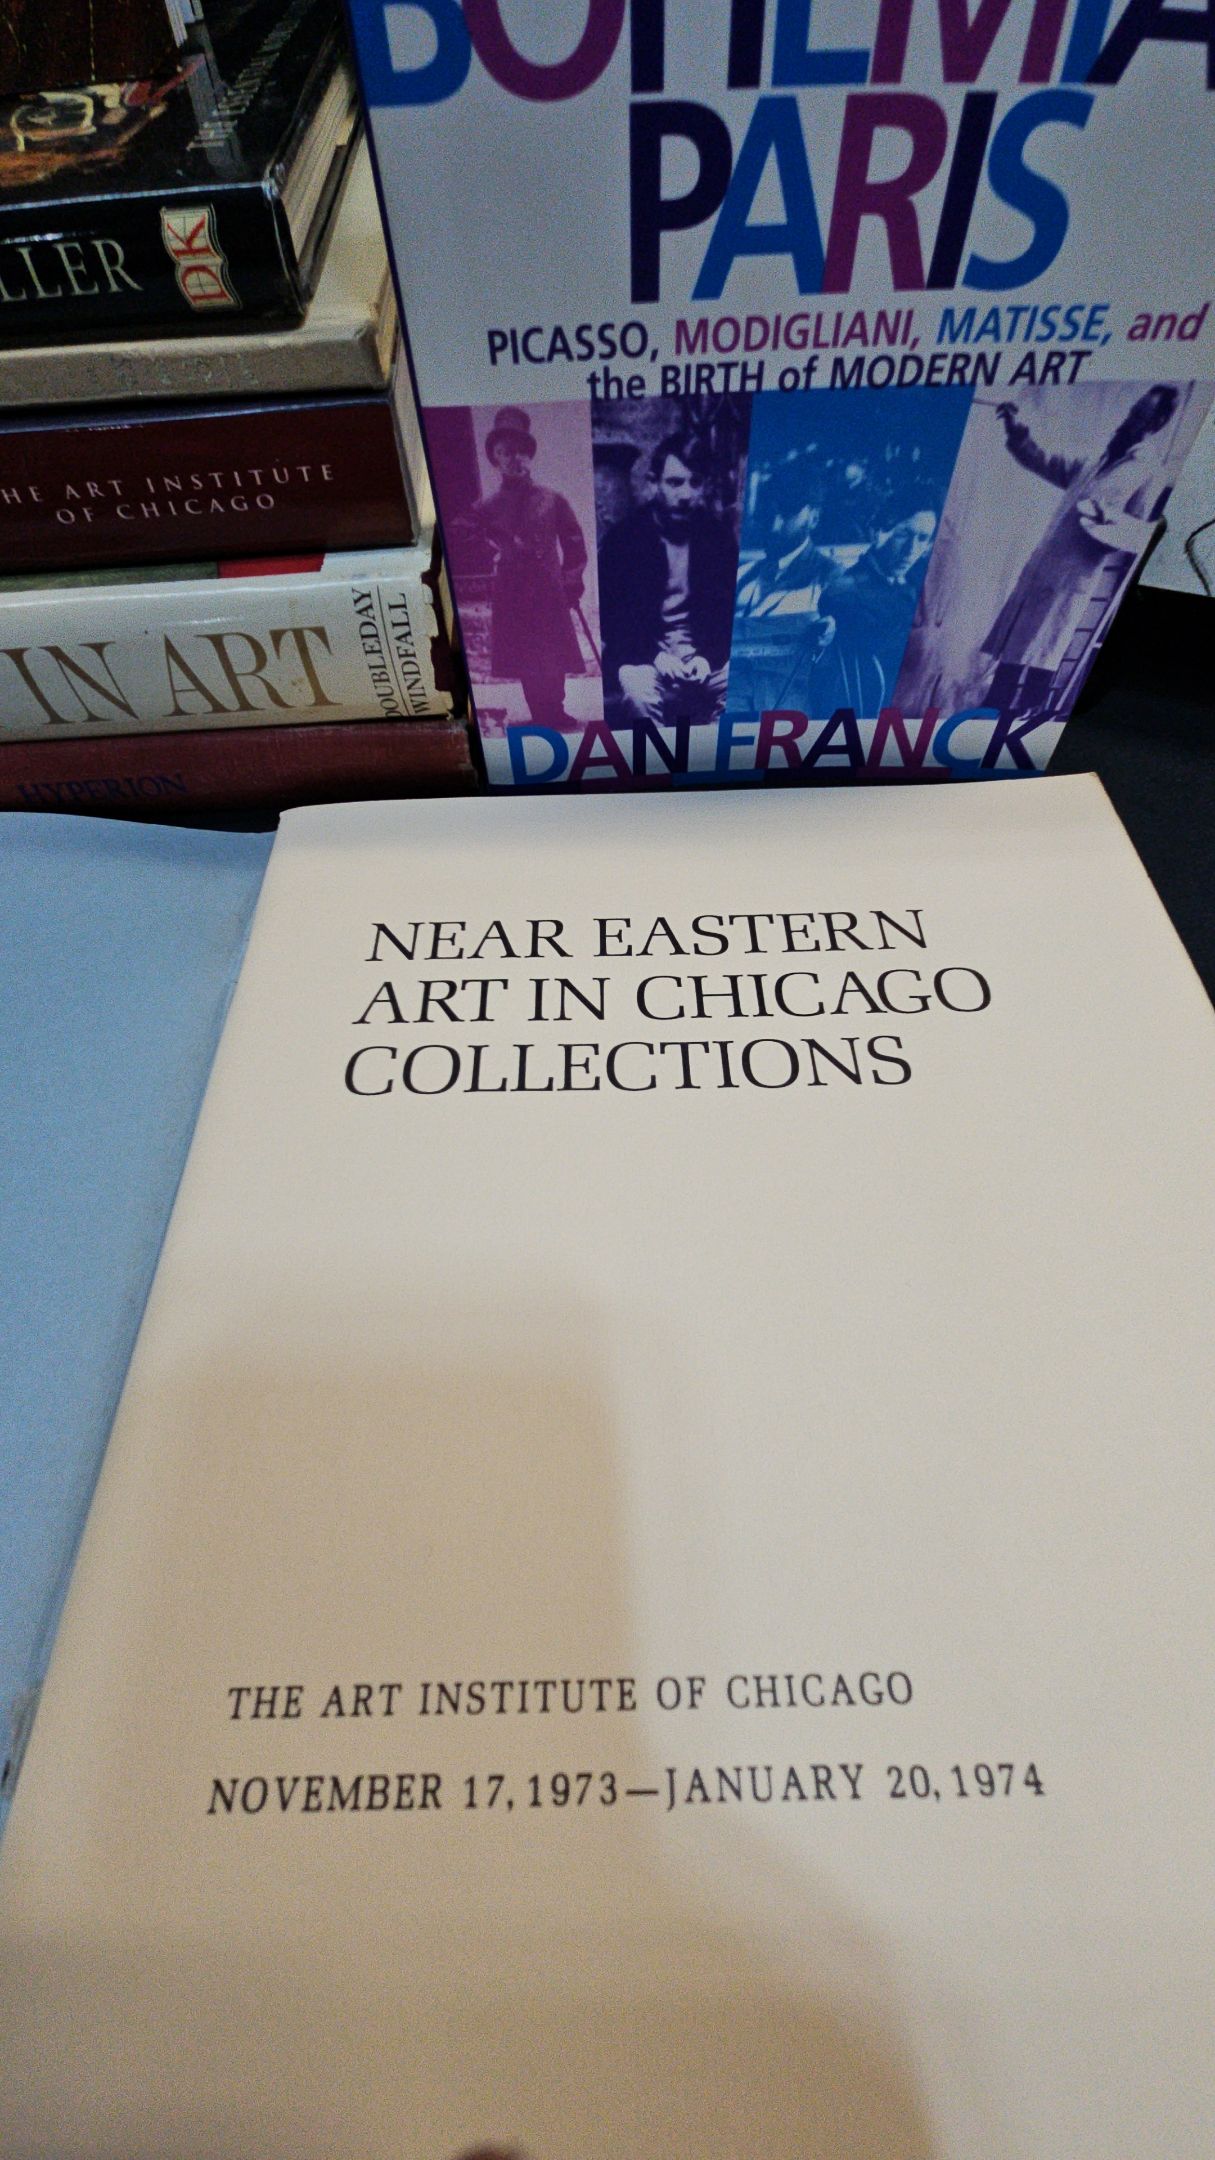 BOHEMIA
PARIS
PICASSO, MODIGLIANI, MATISSE, and
the BIRTH of MODERN ART
DAN FRANCK
LLER
DK
HE ART INSTITUTE
OF CHICAGO
IN ART
DOUBLEDAY
WINDFALL
HYPERION
NEAR EASTERN
ART IN CHICAGO
COLLECTIONS
THE ART INSTITUTE OF CHICAGO
NOVEMBER 17, 1973—JANUARY 20, 1974